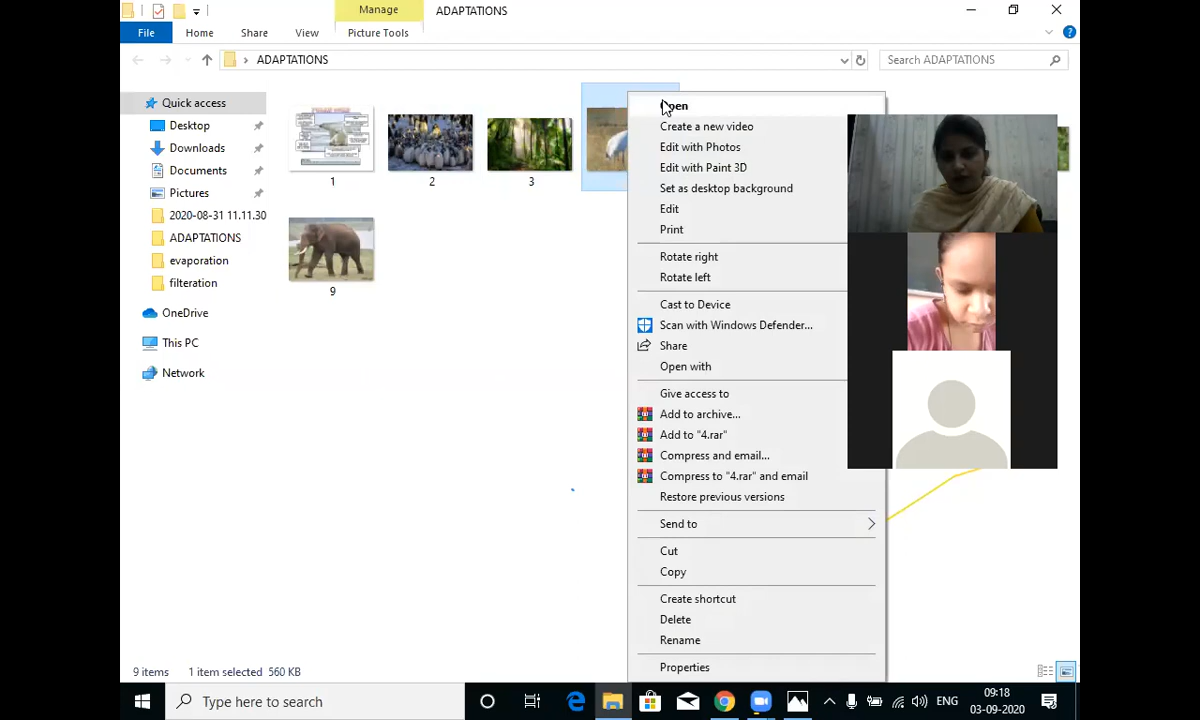 Manage
ADAPTATIONS
File
Home
Share
View
Picture Tools
ADAPTATIONS
Search ADAPTATIONS
Quick access
Desktop
Downloads
Documents
Pictures
2020-08-31 11.11.30
ADAPTATIONS
evaporation
filteration
OneDrive
This PC
Network
1
2
3
9
Open
Create a new video
Edit with Photos
Edit with Paint 3D
Set as desktop background
Edit
Print
Rotate right
Rotate left
Cast to Device
Scan with Windows Defender...
Share
Open with
Give access to
Add to archive...
Add to "4.rar"
Compress and email...
Compress to "4.rar" and email
Restore previous versions
Send to
Cut
Copy
Create shortcut
Delete
Rename
Properties
9 items
1 item selected 560 KB
Type here to search
ENG
09:18
03-09-2020